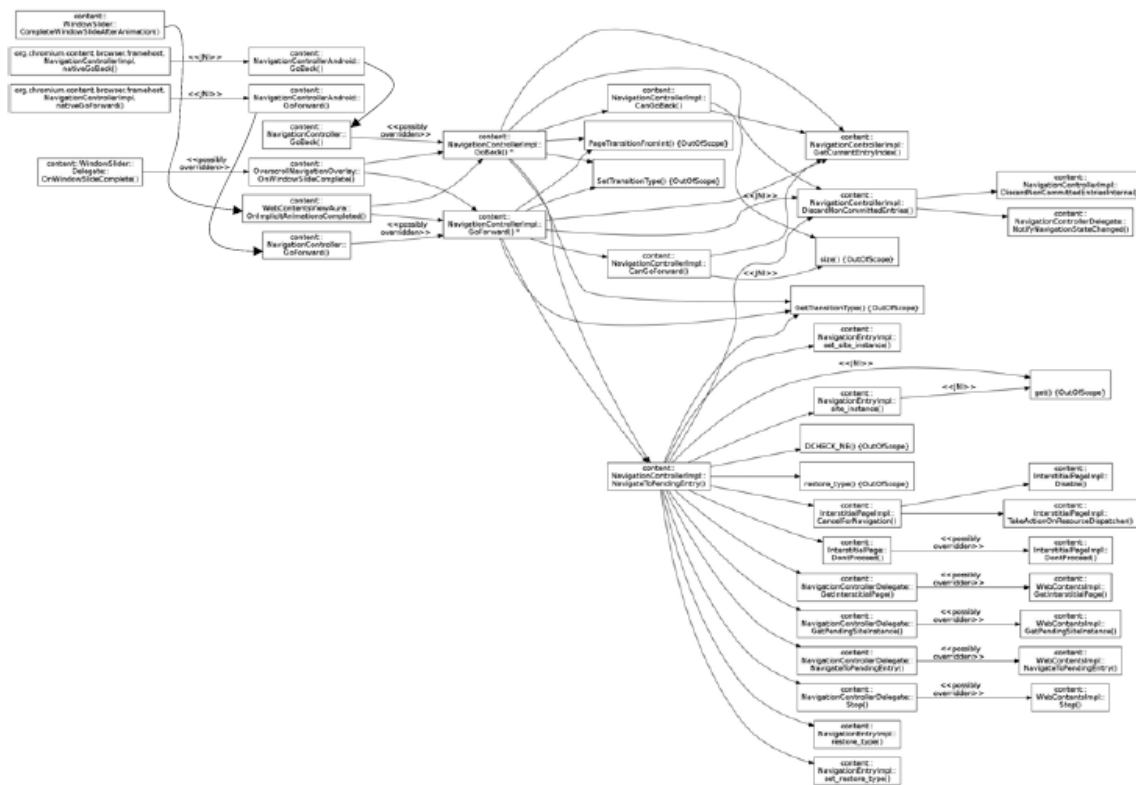 content::
WindowSlider::
CompleteWindowSlideAfterAnimation()
org.chromium.content.browser.framehost.
NavigationControllerImpl.
nativeGoBack()
<<JNI>>
content::
NavigationControllerAndroid::
GoBack()
org.chromium.content.browser.framehost.
NavigationControllerImpl.
nativeGoForward()
<<JNI>>
content::
NavigationControllerAndroid::
GoForward()
content::
NavigationController::
GoBack()
<<possibly
overridden>>
content::WindowSlider::
Delegate::
OnWindowSlideComplete()
<<possibly
overridden>>
content::
OverscrollNavigationOverlay::
OnWindowSlideComplete()
content::
WebContentsViewAura::
OnImplicitAnimationsCompleted()
content::
NavigationController::
GoForward()
<<possibly
overridden>>
content::
NavigationControllerImpl::
GoBack() *
content::
NavigationControllerImpl::
GoForward() *
content::
NavigationControllerImpl::
CanGoBack()
PageTransitionFromInt() {OutOfScope}
SetTransitionType() {OutOfScope}
content::
NavigationControllerImpl::
CanGoForward()
content::
NavigationControllerImpl::
GetCurrentEntryIndex()
<<JNI>>
content::
NavigationControllerImpl::
DiscardNonCommittedEntries()
content::
NavigationControllerImpl::
DiscardNonCommittedEntriesInternal()
content::
NavigationControllerDelegate::
NotifyNavigationStateChanged()
<<JNI>>
size() {OutOfScope}
GetTransitionType() {OutOfScope}
content::
NavigationEntryImpl::
set_site_instance()
<<JNI>>
get() {OutOfScope}
content::
NavigationEntryImpl::
site_instance()
<<JNI>>
DCHECK_NE() {OutOfScope}
content::
NavigationControllerImpl::
NavigateToPendingEntry()
restore_type() {OutOfScope}
content::
InterstitialPageImpl::
CancelForNavigation()
content::
InterstitialPageImpl::
Disable()
content::
InterstitialPageImpl::
TakeActionOnResourceDispatcher()
content::
InterstitialPage::
DontProceed()
<<possibly
overridden>>
content::
InterstitialPageImpl::
DontProceed()
content::
NavigationControllerDelegate::
GetInterstitialPage()
<<possibly
overridden>>
content::
WebContentsImpl::
GetInterstitialPage()
content::
NavigationControllerDelegate::
GetPendingSiteInstance()
<<possibly
overridden>>
content::
WebContentsImpl::
GetPendingSiteInstance()
content::
NavigationControllerDelegate::
NavigateToPendingEntry()
<<possibly
overridden>>
content::
WebContentsImpl::
NavigateToPendingEntry()
content::
NavigationControllerDelegate::
Stop()
<<possibly
overridden>>
content::
WebContentsImpl::
Stop()
content::
NavigationEntryImpl::
restore_type()
content::
NavigationEntryImpl::
set_restore_type()